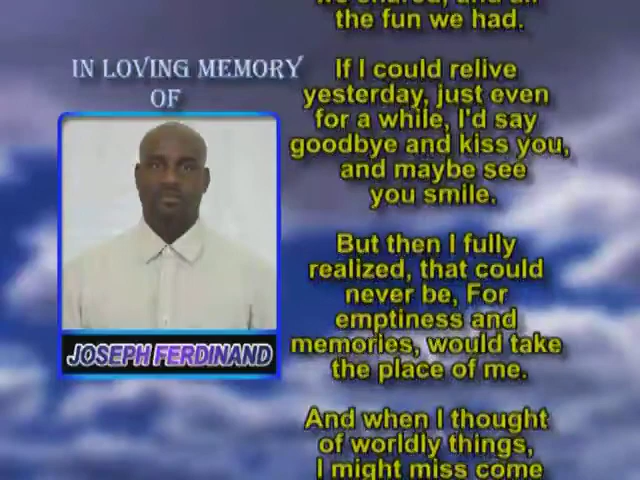 IN LOVING MEMORY
OF
JOSEPH FERDINAND
the fun we had.
If I could relive
yesterday, just even
for a while, I'd say
goodbye and kiss you,
and maybe see
you smile.
But then I fully
realized, that could
never be, For
emptiness and
memories, would take
the place of me.
And when I thought
of worldly things,
I might miss come